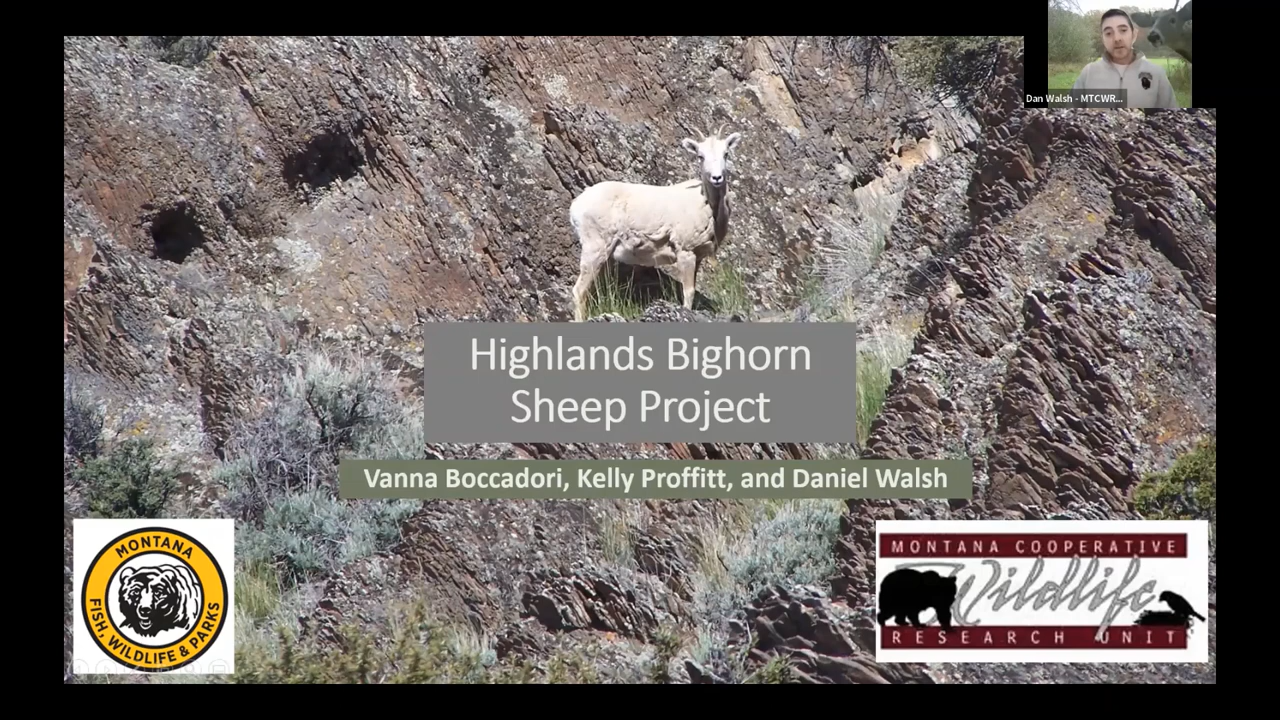 Dan Walsh - MTCWR...
Highlands Bighorn
Sheep Project
Vanna Boccadori, Kelly Proffitt, and Daniel Walsh
MONTANA
FISH, WILDLIFE & PARKS
MONTANA COOPERATIVE
Wildlife
RESEARCH UNIT